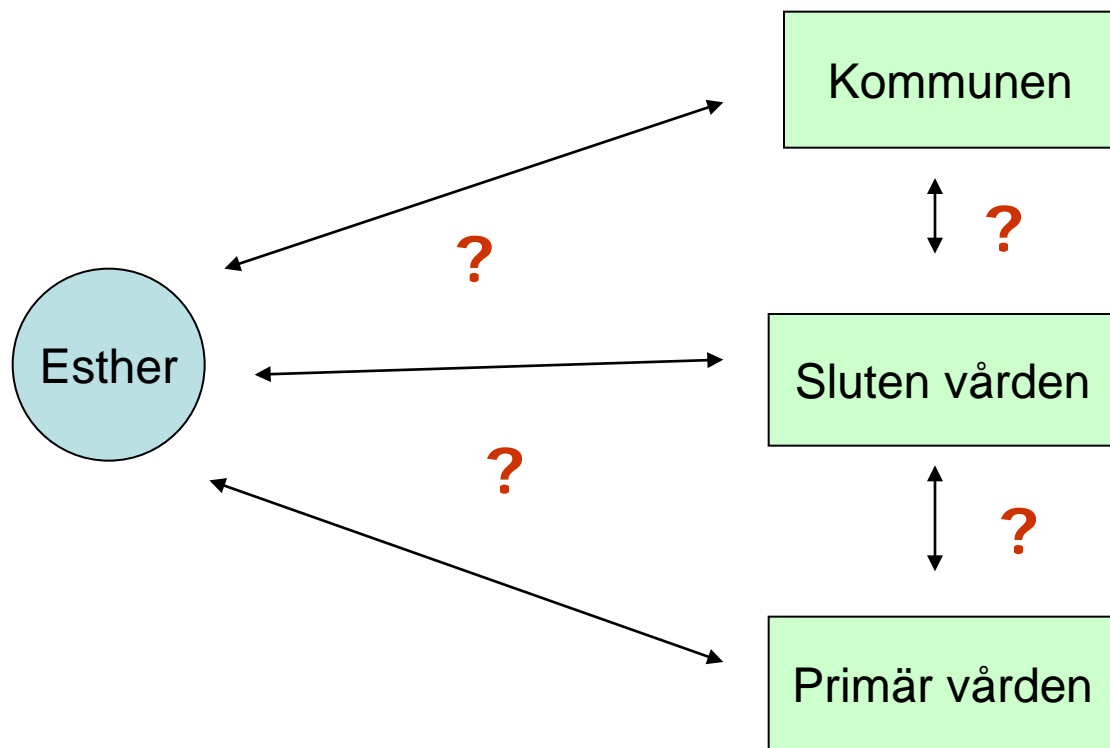 Kommunen
?
?
Esther
Sluten vården
?
?
Primär vården